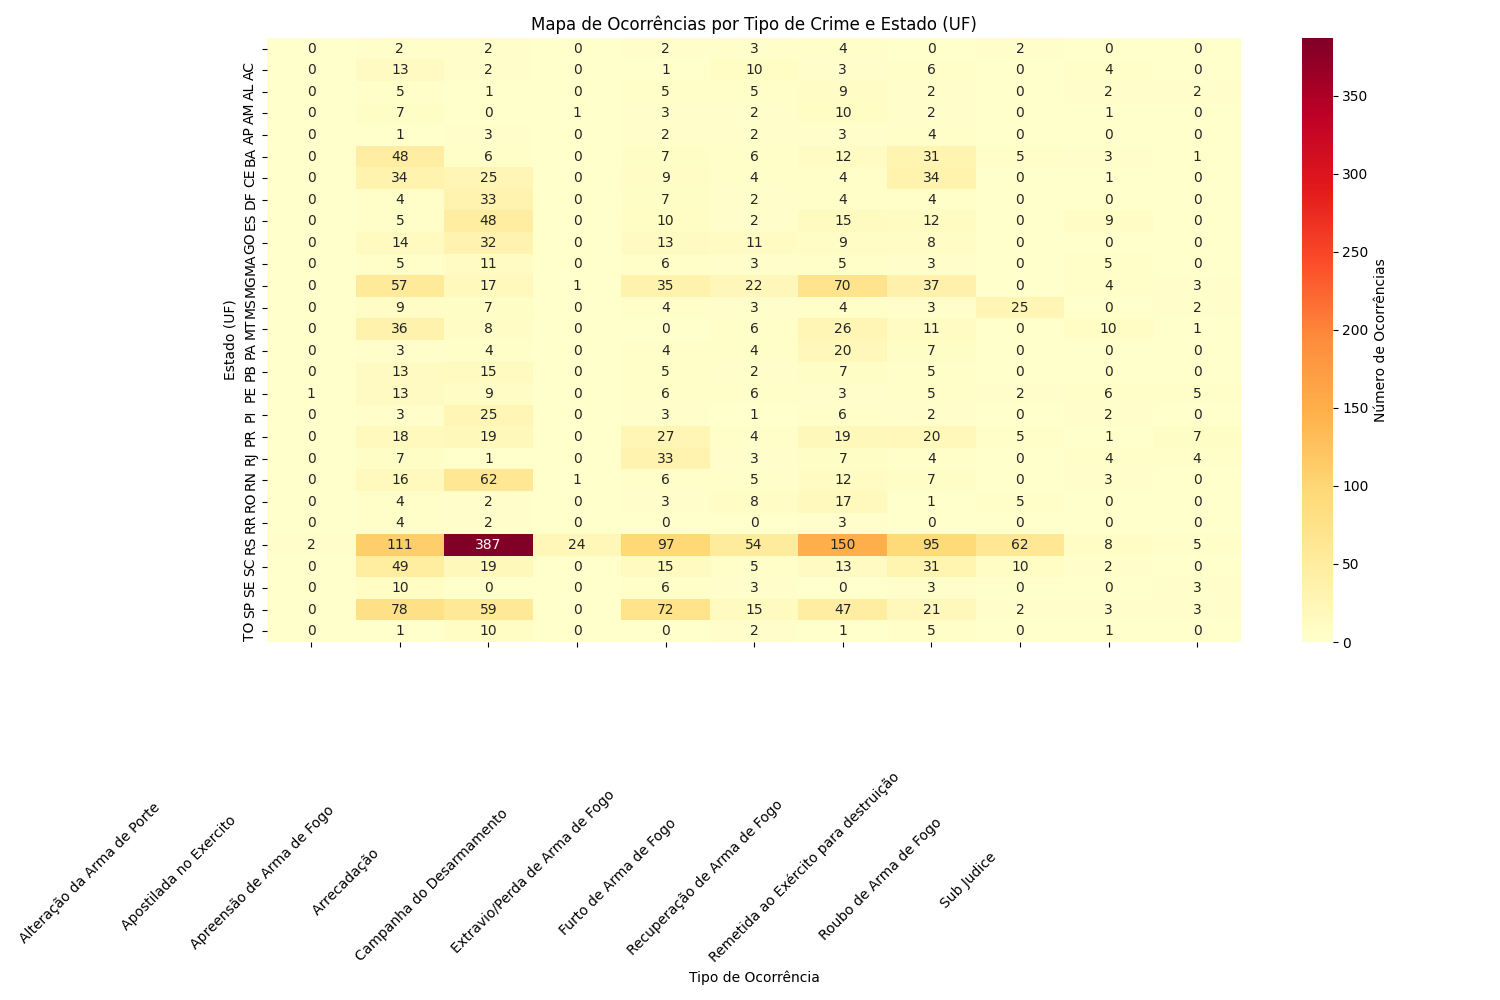 Mapa de Ocorrências por Tipo de Crime e Estado (UF)
0 2 2 0 2 3 4 0 2 0 0
AC 0 13 2 0 1 10 3 6 0 4 0
AL 0 5 1 0 5 5 9 2 0 2 2
AM 0 7 0 1 3 2 10 2 0 1 0
AP 0 1 3 0 2 2 3 4 0 0 0
BA 0 48 6 0 7 6 12 31 5 3 1
CE 0 34 25 0 9 4 4 34 0 1 0
DF 0 4 33 0 7 2 4 4 0 0 0
ES 0 5 48 0 10 2 15 12 0 9 0
GO 0 14 32 0 13 11 9 8 0 0 0
MA 0 5 11 0 6 3 5 3 0 5 0
MG 0 57 17 1 35 22 70 37 0 4 3
MS 0 9 7 0 4 3 4 3 25 0 2
MT 0 36 8 0 0 6 26 11 0 10 1
PA 0 3 4 0 4 4 20 7 0 0 0
PB 0 13 15 0 5 2 7 5 0 0 0
PE 1 13 9 0 6 6 3 5 2 6 5
PI 0 3 25 0 3 1 6 2 0 2 0
PR 0 18 19 0 27 4 19 20 5 1 7
RJ 0 7 1 0 33 3 7 4 0 4 4
RN 0 16 62 1 6 5 12 7 0 3 0
RO 0 4 2 0 3 8 17 1 5 0 0
RR 0 4 2 0 0 0 3 0 0 0 0
RS 2 111 387 24 97 54 150 95 62 8 5
SC 0 49 19 0 15 5 13 31 10 2 0
SE 0 10 0 0 6 3 0 3 0 0 3
SP 0 78 59 0 72 15 47 21 2 3 3
TO 0 1 10 0 0 2 1 5 0 1 0
Estado (UF)
Alteração da Arma de Porte
Apostilada no Exercito
Apreensão de Arma de Fogo
Arrecadação
Campanha do Desarmamento
Extravio/Perda de Arma de Fogo
Furto de Arma de Fogo
Recuperação de Arma de Fogo
Remetida ao Exército para destruição
Roubo de Arma de Fogo
Sub Judice
Tipo de Ocorrência
350
300
250
200
150
100
50
0
Número de Ocorrências